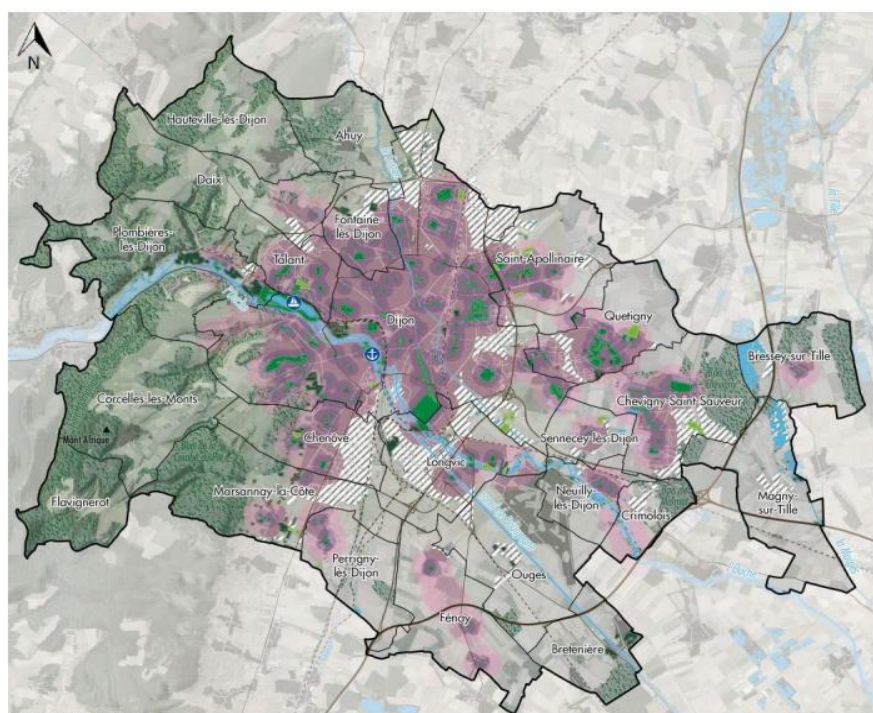 N
Hauteville-lès-Dijon
Ahuy
Daix
Plombières-
lès-Dijon
Fontaine
lès-Dijon
Talant
Saint-Apollinaire
Dijon
Quetigny
Bressey-sur-Tille
Corcelles-les-Monts
Chevigny-Saint-Sauveur
Mont Afrique
Chenôve
Sennecey-lès-Dijon
Longvic
Flavignerot
Marsannay-la-Côte
Neuilly-
lès-Dijon
Magny-
sur-Tille
Crimolois
Perrigny-
lès-Dijon
Ouges
Fénay
Bretenière